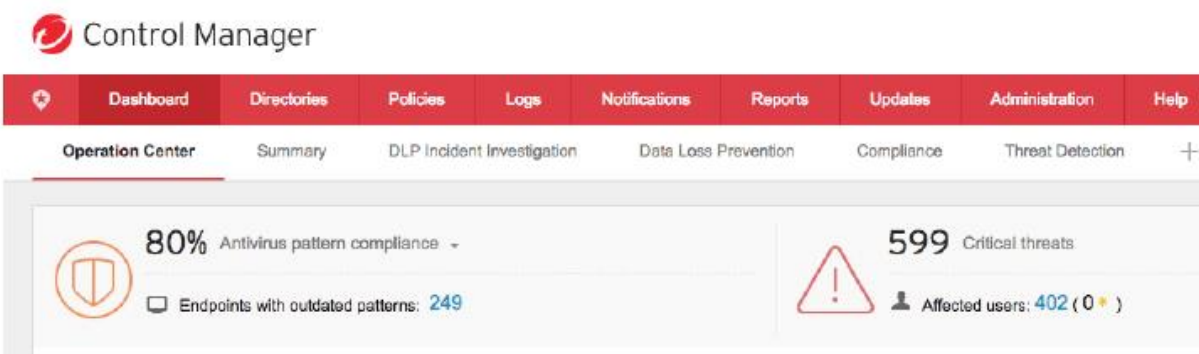 Control Manager
Dashboard Directories Policies Logs Notifications Reports Updates Administration Help
Operation Center Summary DLP Incident Investigation Data Loss Prevention Compliance Threat Detection +
80% Antivirus pattern compliance
Endpoints with outdated patterns: 249
599 Critical threats
Affected users: 402 ( 0 )